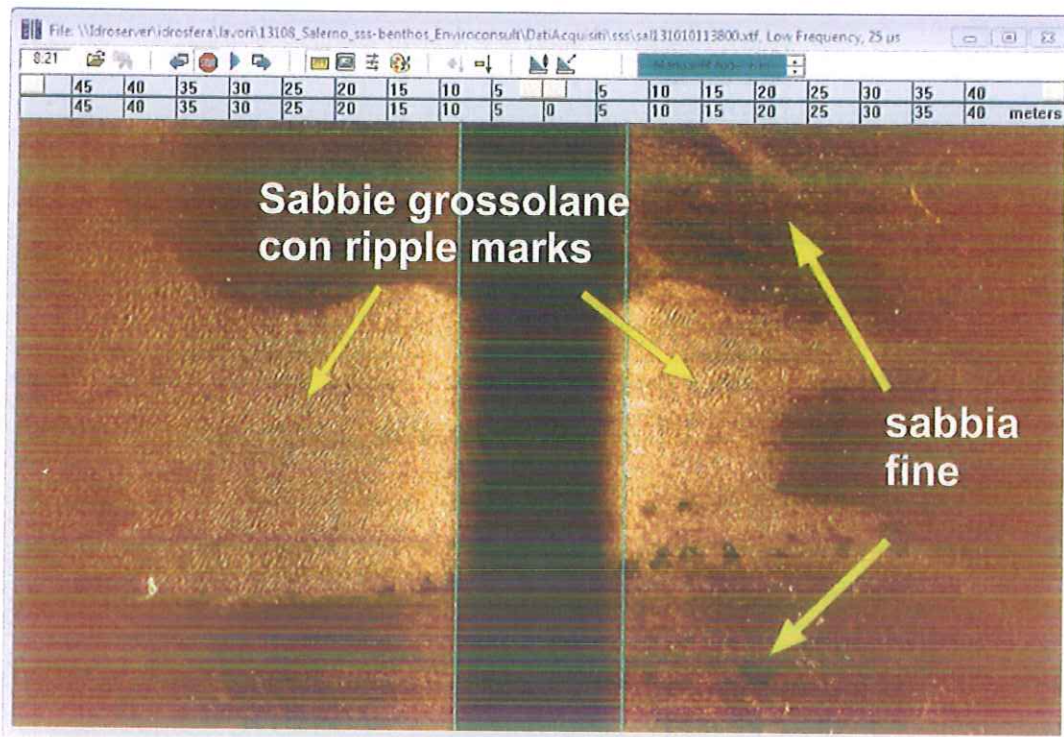 File: \\Idroserver\idrosfera\lavori\13108_Salerno_sss-benthos_Enviroconsult\DatiAcquisiti\sss\sal131010113800.xtf, Low Frequency, 25 µs
8:21
45 40 35 30 25 20 15 10 5 5 10 15 20 25 30 35 40
45 40 35 30 25 20 15 10 5 0 5 10 15 20 25 30 35 40 meters
Sabbie grossolane
con ripple marks
sabbia
fine